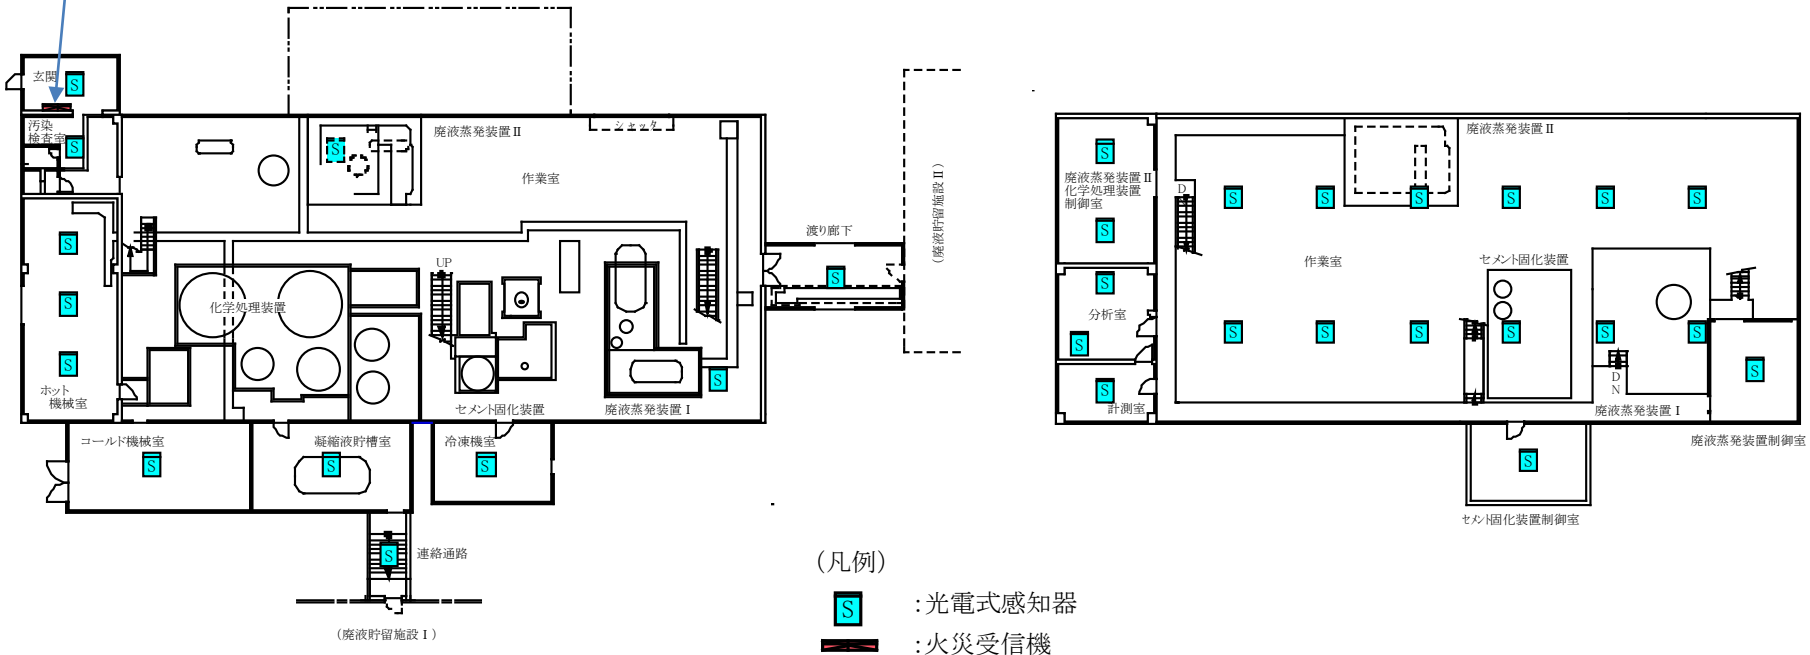 玄関
S
汚染
検査室
S
S
廃液蒸発装置Ⅱ
シャッタ
作業室
(廃液貯留施設Ⅱ)
渡り廊下
S
S
S
S
ホット
機械室
化学処理装置
UP
セメント固化装置
廃液蒸発装置Ⅰ
S
コールド機械室
S
凝縮液貯槽室
S
冷凍機室
S
S
連絡通路
(廃液貯留施設Ⅰ)
廃液蒸発装置Ⅱ
S
廃液蒸発装置Ⅱ
化学処理装置
制御室
S
D
S
S
S
S
S
S
作業室
セメント固化装置
S
分析室
S
S
S
S
S
S
S
S
計測室
D
N
S
廃液蒸発装置Ⅰ
廃液蒸発装置制御室
S
セメント固化装置制御室
(凡例)
S :光電式感知器
:火災受信機